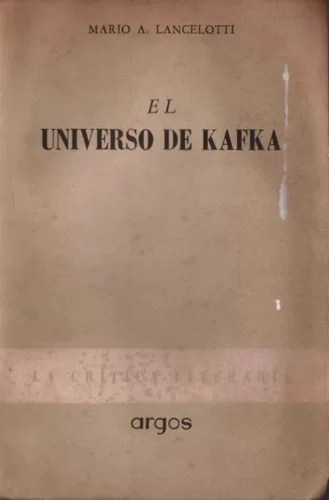 MARIO A. LANCELOTTI
EL
UNIVERSO DE KAFKA
LA CRÍTICA LITERARIA
argos